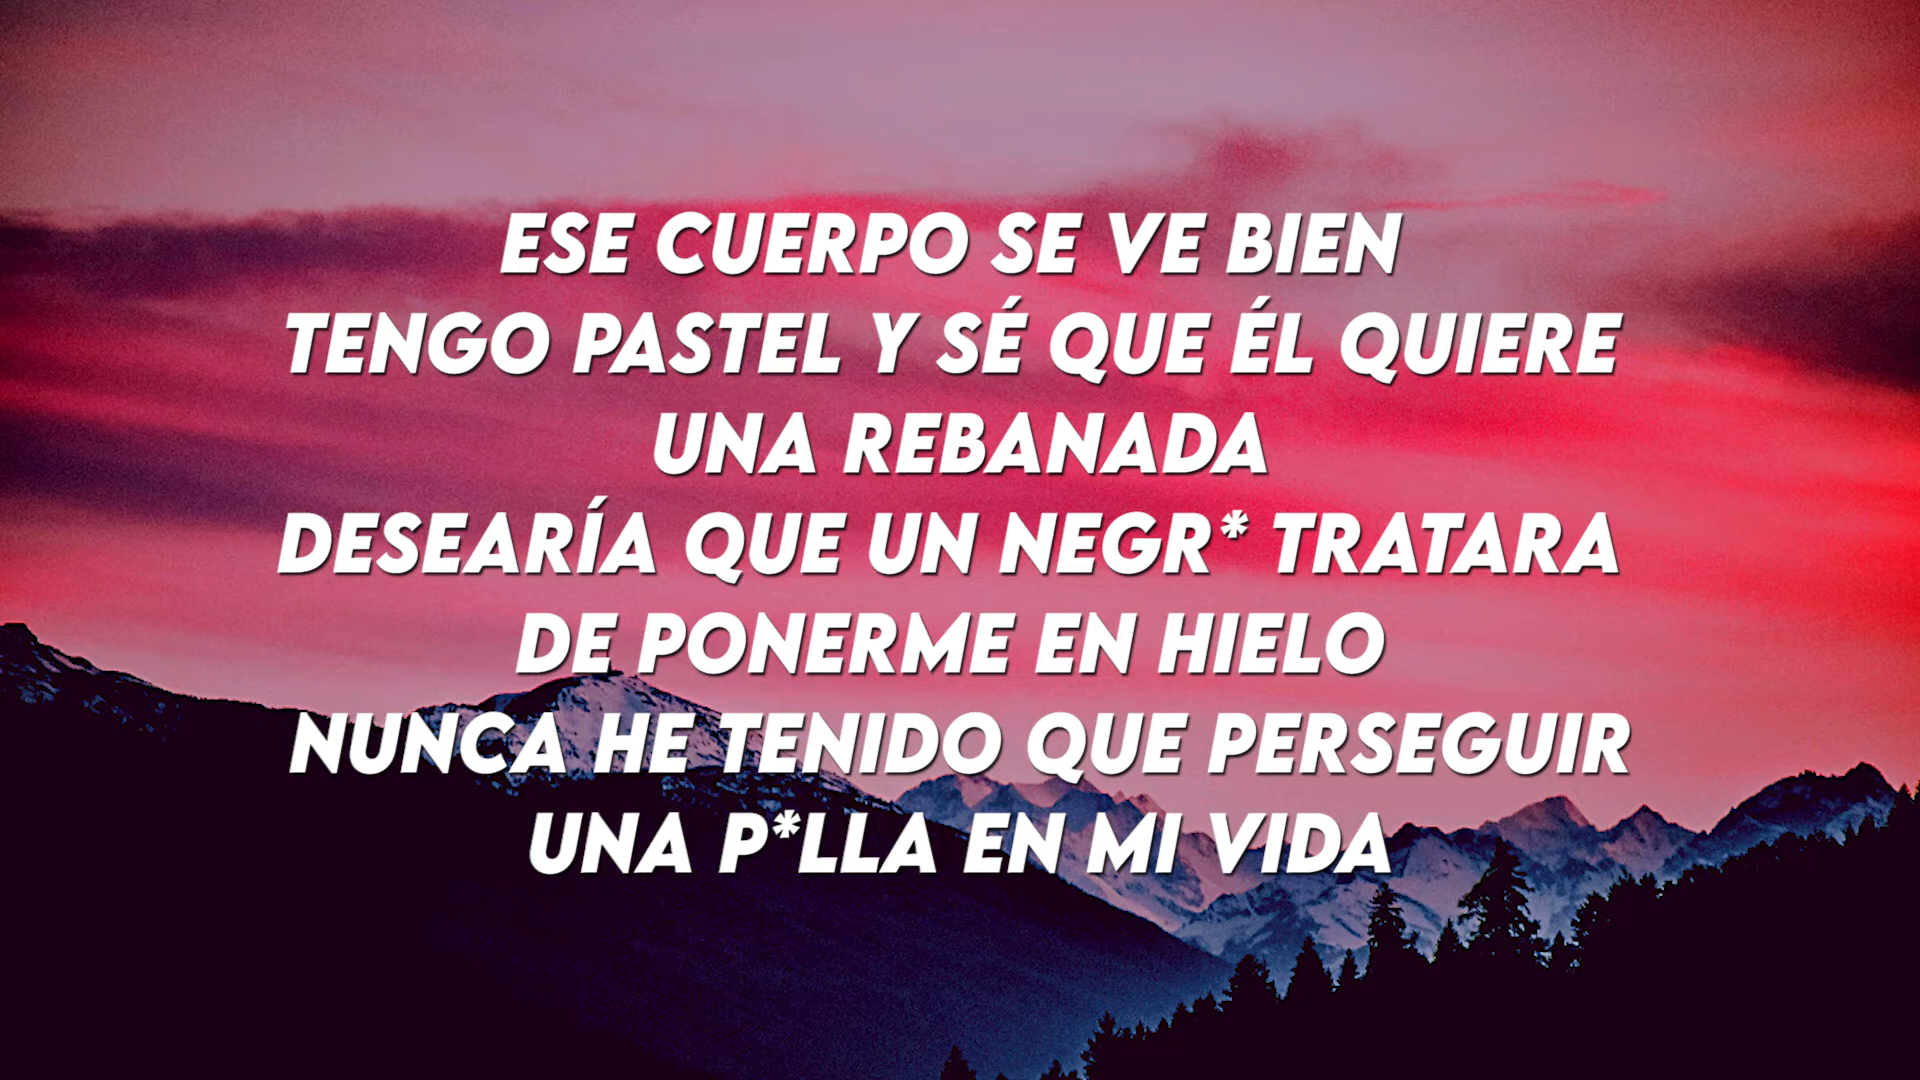 ESE CUERPO SE VE BIEN
TENGO PASTEL Y SÉ QUE ÉL QUIERE
UNA REBANADA
DESEARÍA QUE UN NEGR* TRATARA
DE PONERME EN HIELO
NUNCA HE TENIDO QUE PERSEGUIR
UNA P*LLA EN MI VIDA